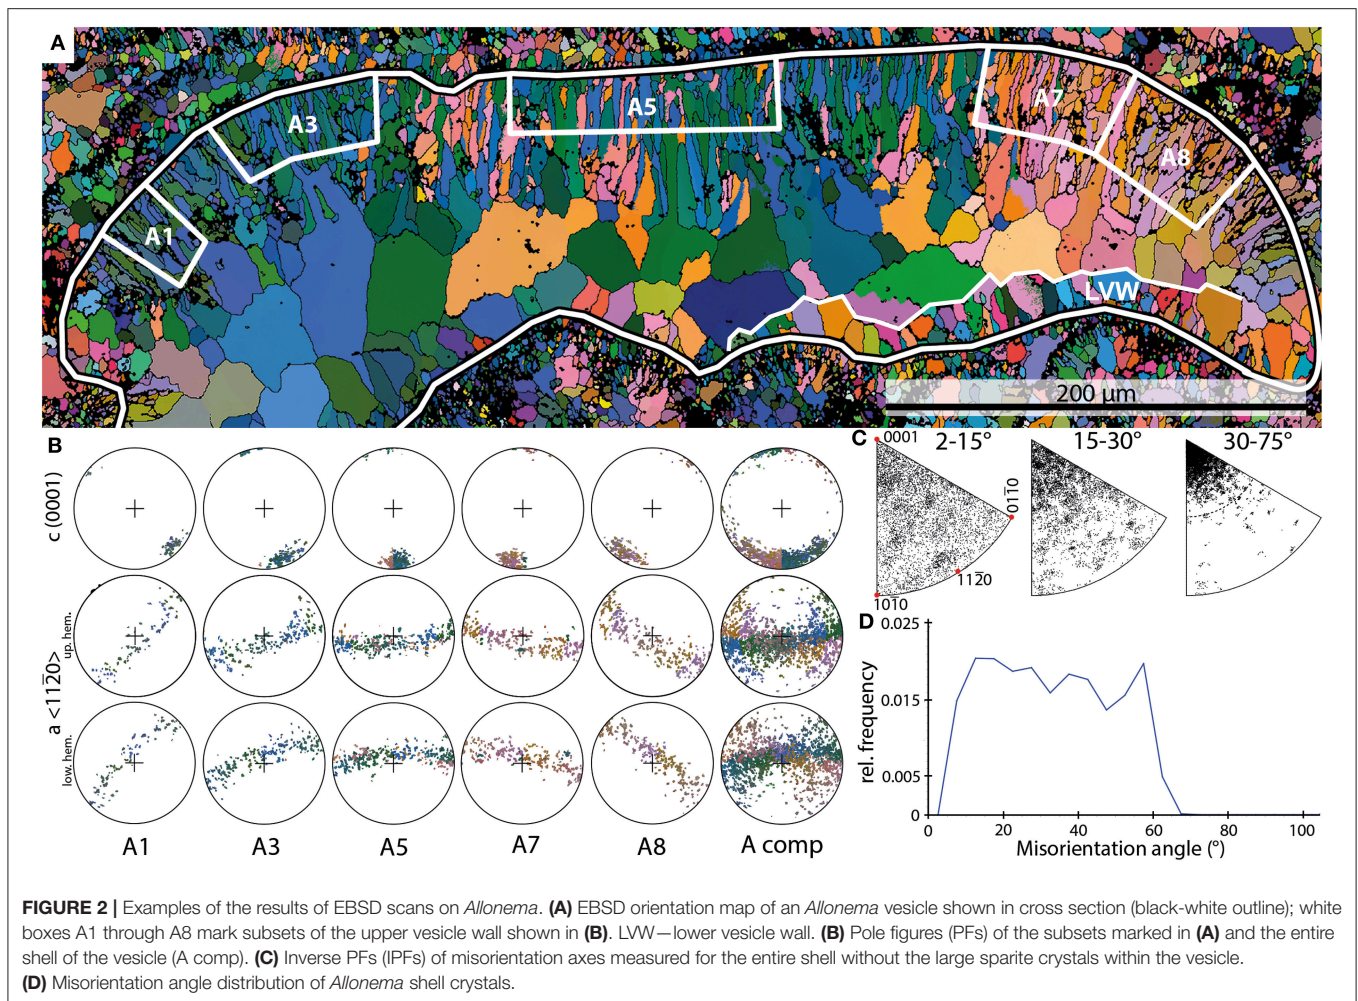 A
A1
A3
A5
A7
A8
LVW
200 µm
B
c (0001)
a <112̄0>
up. hem.
low. hem.
A1
A3
A5
A7
A8
A comp
C
0001
2-15°
15-30°
30-75°
011̄0
112̄0
101̄0
D
0.025
0.015
0.005
0
rel. frequency
0
20
40
60
80
100
Misorientation angle (°)
FIGURE 2 | Examples of the results of EBSD scans on Allonema. (A) EBSD orientation map of an Allonema vesicle shown in cross section (black-white outline); white
boxes A1 through A8 mark subsets of the upper vesicle wall shown in (B). LVW—lower vesicle wall. (B) Pole figures (PFs) of the subsets marked in (A) and the entire
shell of the vesicle (A comp). (C) Inverse PFs (IPFs) of misorientation axes measured for the entire shell without the large sparite crystals within the vesicle.
(D) Misorientation angle distribution of Allonema shell crystals.